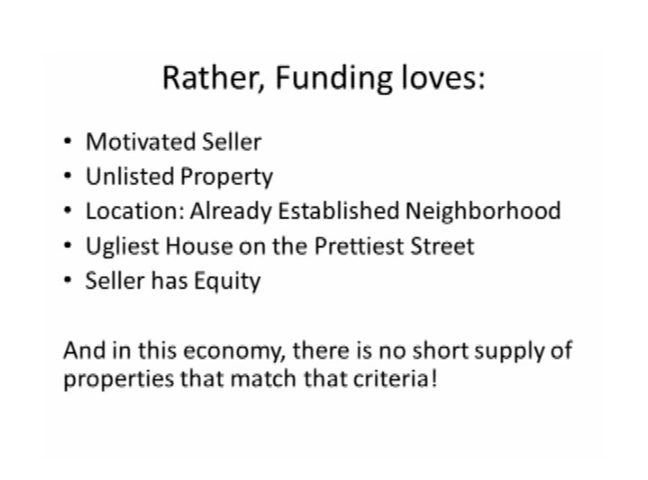 Rather, Funding loves:
• Motivated Seller
• Unlisted Property
• Location: Already Established Neighborhood
• Ugliest House on the Prettiest Street
• Seller has Equity
And in this economy, there is no short supply of
properties that match that criteria!